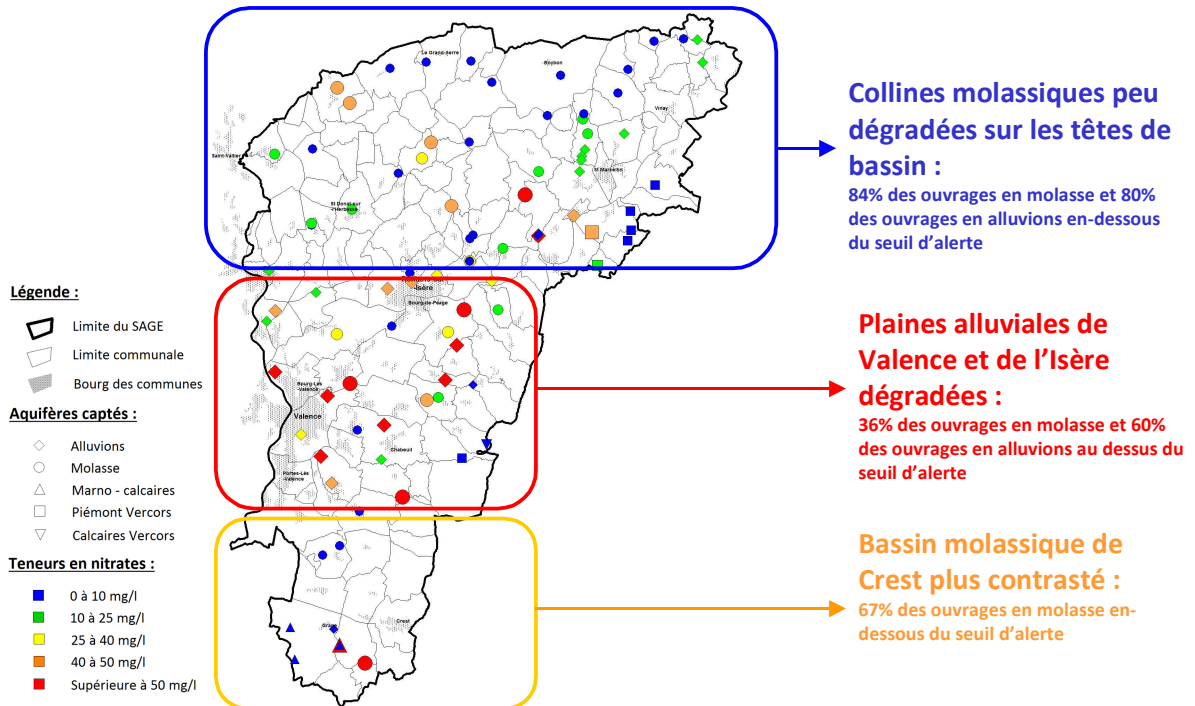 Le Grand-Serre
Roybon
Vinay
Saint-Vallier
St Marcellin
St Donat-sur
-l'Herbasse
-Isère
Bourg-de-Péage
Bourg-Lès
-Valence
Valence
Chabeuil
Portes-Lès
-Valence
Grâne
Crest
Légende :
Limite du SAGE
Limite communale
Bourg des communes
Aquifères captés :
Alluvions
Molasse
Marno - calcaires
Piémont Vercors
Calcaires Vercors
Teneurs en nitrates :
0 à 10 mg/l
10 à 25 mg/l
25 à 40 mg/l
40 à 50 mg/l
Supérieure à 50 mg/l
Collines molassiques peu
dégradées sur les têtes de
bassin :
84% des ouvrages en molasse et 80%
des ouvrages en alluvions en-dessous
du seuil d'alerte
Plaines alluviales de
Valence et de l'Isère
dégradées :
36% des ouvrages en molasse et 60%
des ouvrages en alluvions au dessus du
seuil d'alerte
Bassin molassique de
Crest plus contrasté :
67% des ouvrages en molasse en-
dessous du seuil d'alerte